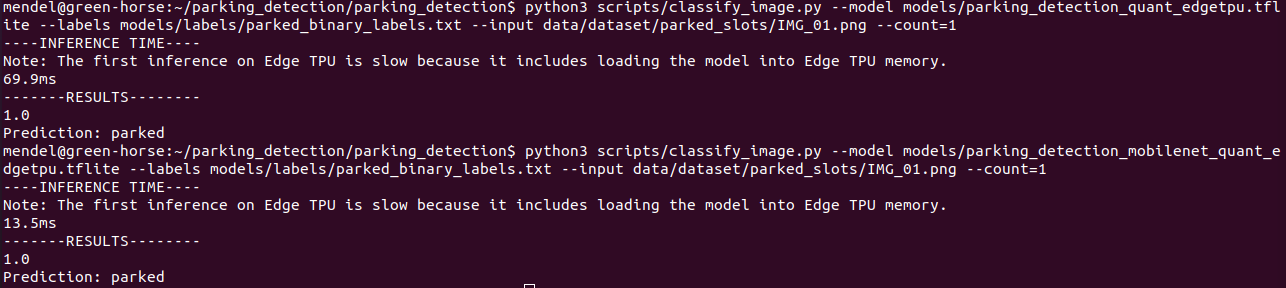 mendel@green-horse:~/parking_detection/parking_detection$ python3 scripts/classify_image.py --model models/parking_detection_quant_edgetpu.tfl
ite --labels models/labels/parked_binary_labels.txt --input data/dataset/parked_slots/IMG_01.png --count=1
----INFERENCE TIME----
Note: The first inference on Edge TPU is slow because it includes loading the model into Edge TPU memory.
69.9ms
-------RESULTS--------
1.0
Prediction: parked
mendel@green-horse:~/parking_detection/parking_detection$ python3 scripts/classify_image.py --model models/parking_detection_mobilenet_quant_e
dgetpu.tflite --labels models/labels/parked_binary_labels.txt --input data/dataset/parked_slots/IMG_01.png --count=1
----INFERENCE TIME----
Note: The first inference on Edge TPU is slow because it includes loading the model into Edge TPU memory.
13.5ms
-------RESULTS--------
1.0
Prediction: parked